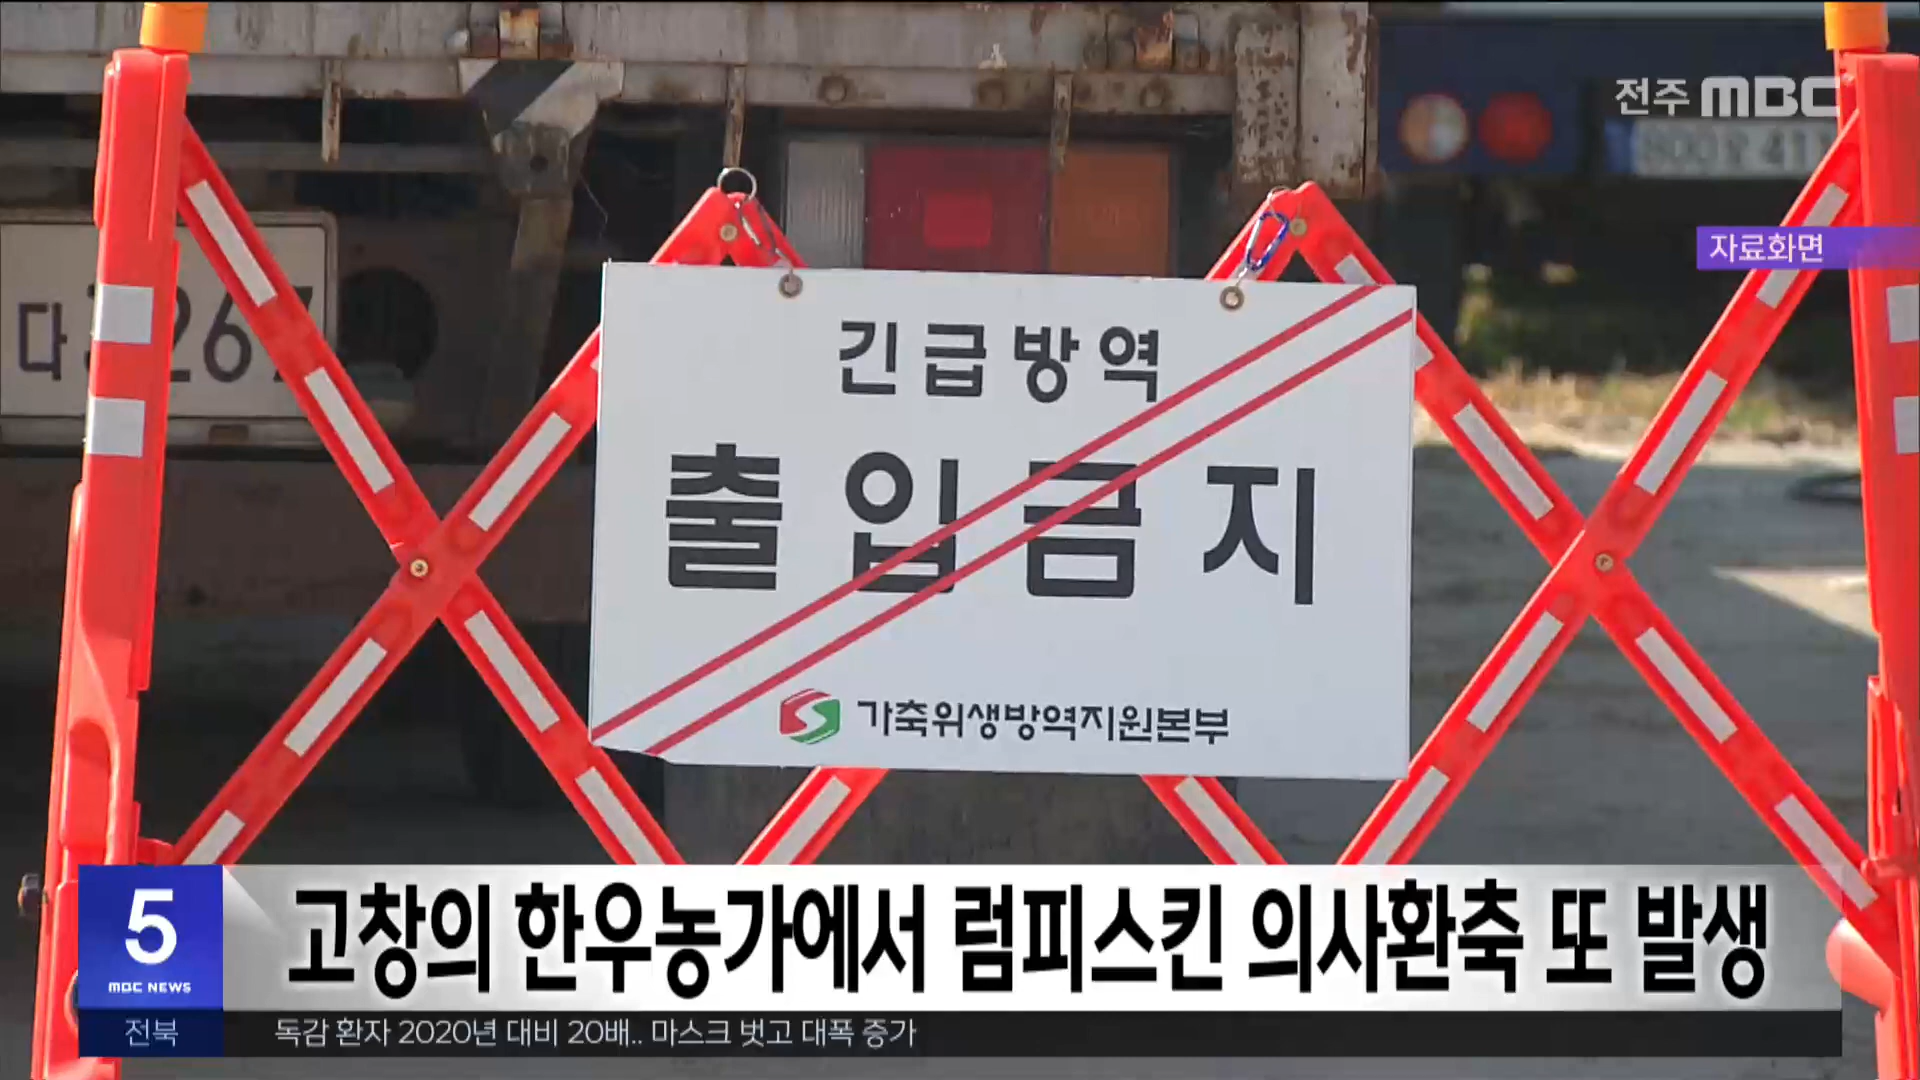 전주 MBC
자료화면
긴급방역
출입금지
가축위생방역지원본부
5
MBC NEWS
고창의 한우농가에서 럼피스킨 의사환축 또 발생
전북
독감 환자 2020년 대비 20배.. 마스크 벗고 대폭 증가